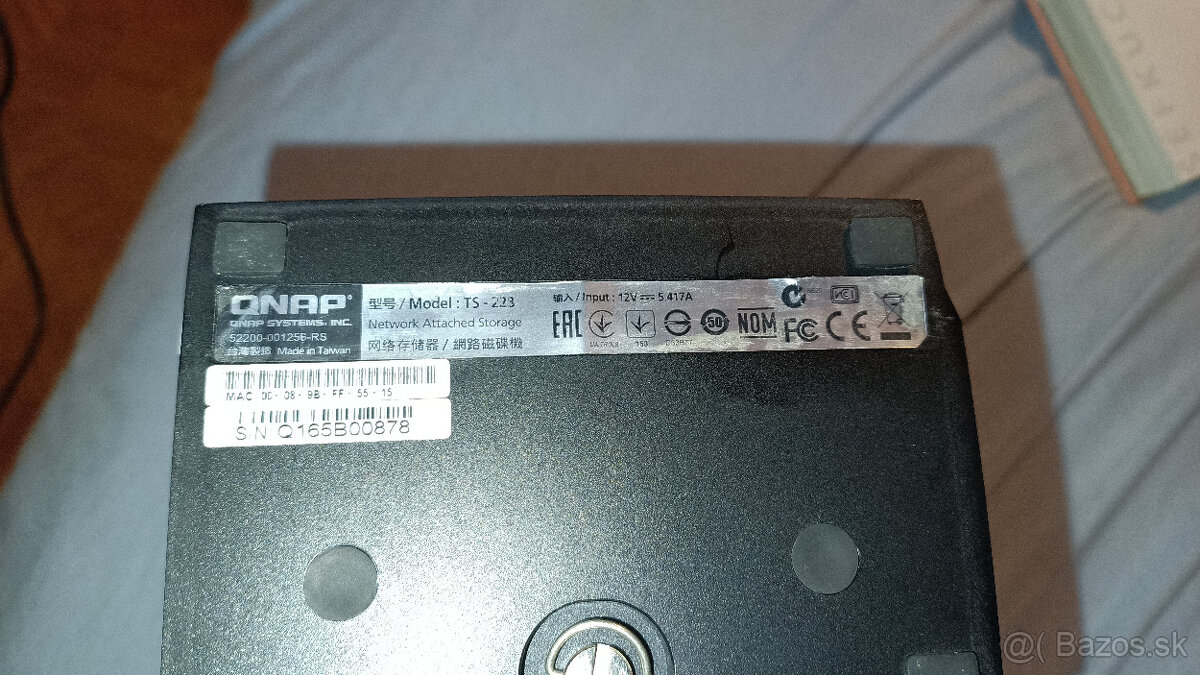 QNAP
QNAP SYSTEMS, INC.
52200-001256-RS
台灣製造 Made in Taiwan
型号 / Model : TS - 223
Network Attached Storage
网络存储器 / 網路磁碟機
输入 / Input : 12V 5.417A
EAC 50 NOM FC CE
MAC 00-08-9B-FF-55-15
S/N Q165B00878
@( Bazos.sk